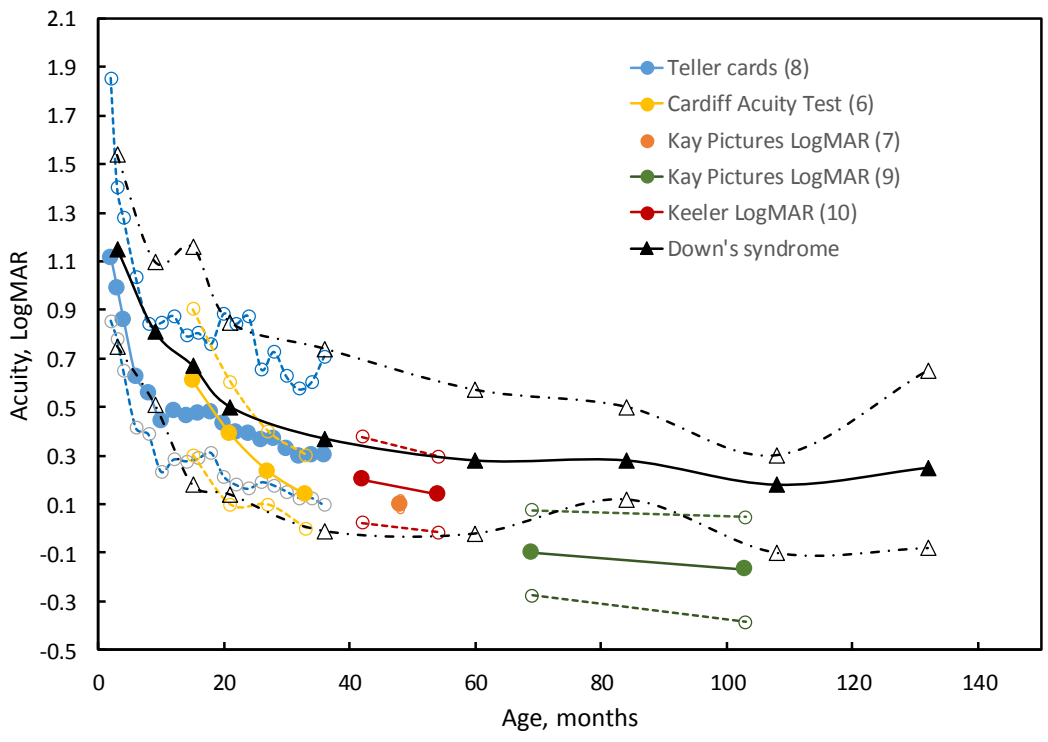 2.1
1.9
1.7
1.5
1.3
1.1
0.9
0.7
0.5
0.3
0.1
-0.1
-0.3
-0.5
Acuity, LogMAR
Teller cards (8)
Cardiff Acuity Test (6)
Kay Pictures LogMAR (7)
Kay Pictures LogMAR (9)
Keeler LogMAR (10)
Down's syndrome
0 20 40 60 80 100 120 140
Age, months